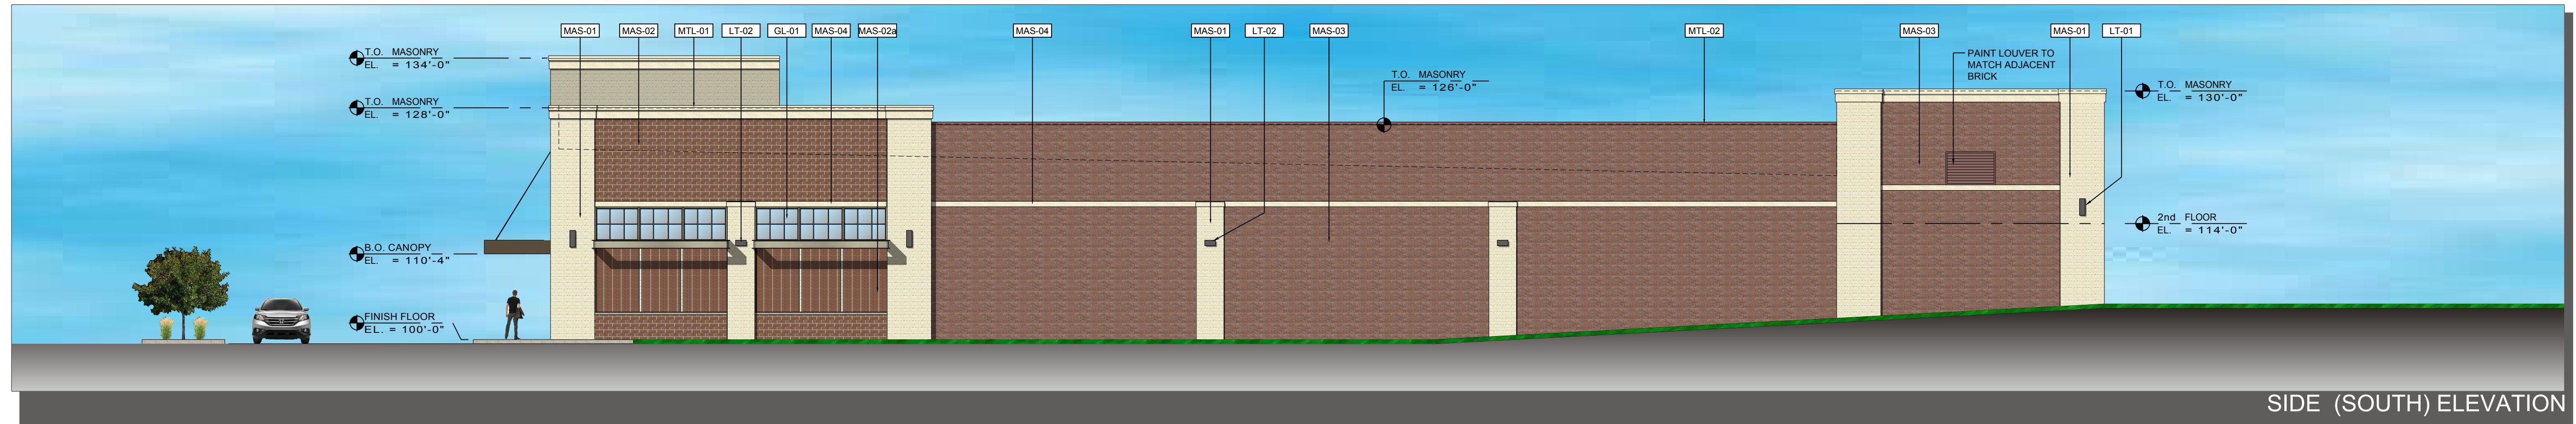 MAS-01
MAS-02
MTL-01
LT-02
GL-01
MAS-04
MAS-02a
MAS-04
MAS-01
LT-02
MAS-03
MTL-02
MAS-03
MAS-01
LT-01
T.O. MASONRY
EL. = 134'-0"
T.O. MASONRY
EL. = 128'-0"
B.O. CANOPY
EL. = 110'-4"
FINISH FLOOR
EL. = 100'-0"
T.O. MASONRY
EL. = 126'-0"
PAINT LOUVER TO
MATCH ADJACENT
BRICK
T.O. MASONRY
EL. = 130'-0"
2nd FLOOR
EL. = 114'-0"
SIDE (SOUTH) ELEVATION